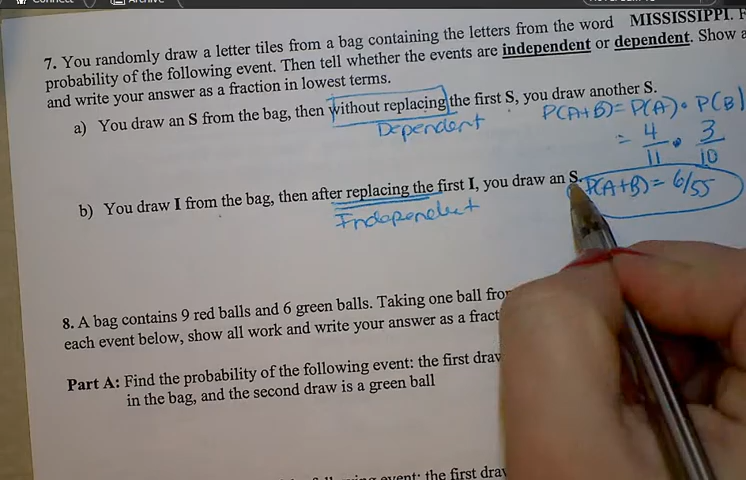 7. You randomly draw a letter tiles from a bag containing the letters from the word MISSISSIPPI.
probability of the following event. Then tell whether the events are independent or dependent. Show
and write your answer as a fraction in lowest terms.
a) You draw an S from the bag, then without replacing the first S, you draw another S.
Dependent
P(A+B)= P(A) • P(B)
= 4/11 • 3/10
P(A+B)= 6/55
b) You draw I from the bag, then after replacing the first I, you draw an S.
Independent
8. A bag contains 9 red balls and 6 green balls. Taking one ball
each event below, show all work and write your answer as a
Part A: Find the probability of the following event: the first
in the bag, and the second draw is a green ball
event: the first